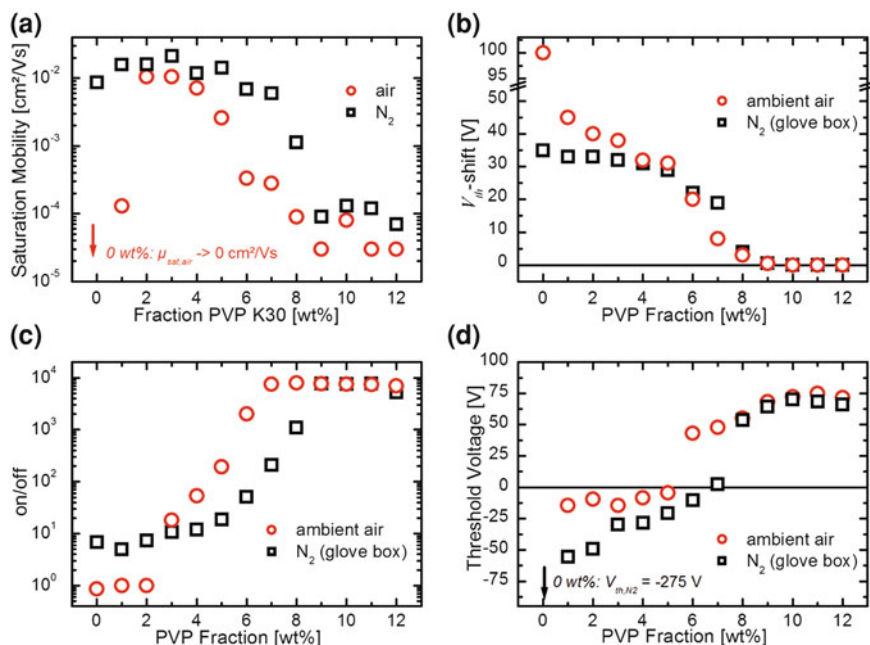 (a)
Saturation Mobility [cm²/Vs]
10⁻²
10⁻³
10⁻⁴
10⁻⁵
air
N₂
0 wt%: μsat,air -> 0 cm²/Vs
0 2 4 6 8 10 12
Fraction PVP K30 [wt%]
(b)
Vth-shift [V]
100
95
50
40
30
20
10
0
ambient air
N₂ (glove box)
0 2 4 6 8 10 12
PVP Fraction [wt%]
(c)
on/off
10⁴
10³
10²
10¹
10⁰
ambient air
N₂ (glove box)
0 2 4 6 8 10 12
PVP Fraction [wt%]
(d)
Threshold Voltage [V]
100
75
50
25
0
-25
-50
-75
ambient air
N₂ (glove box)
0 wt%: Vth,N2 = -275 V
0 2 4 6 8 10 12
PVP Fraction [wt%]